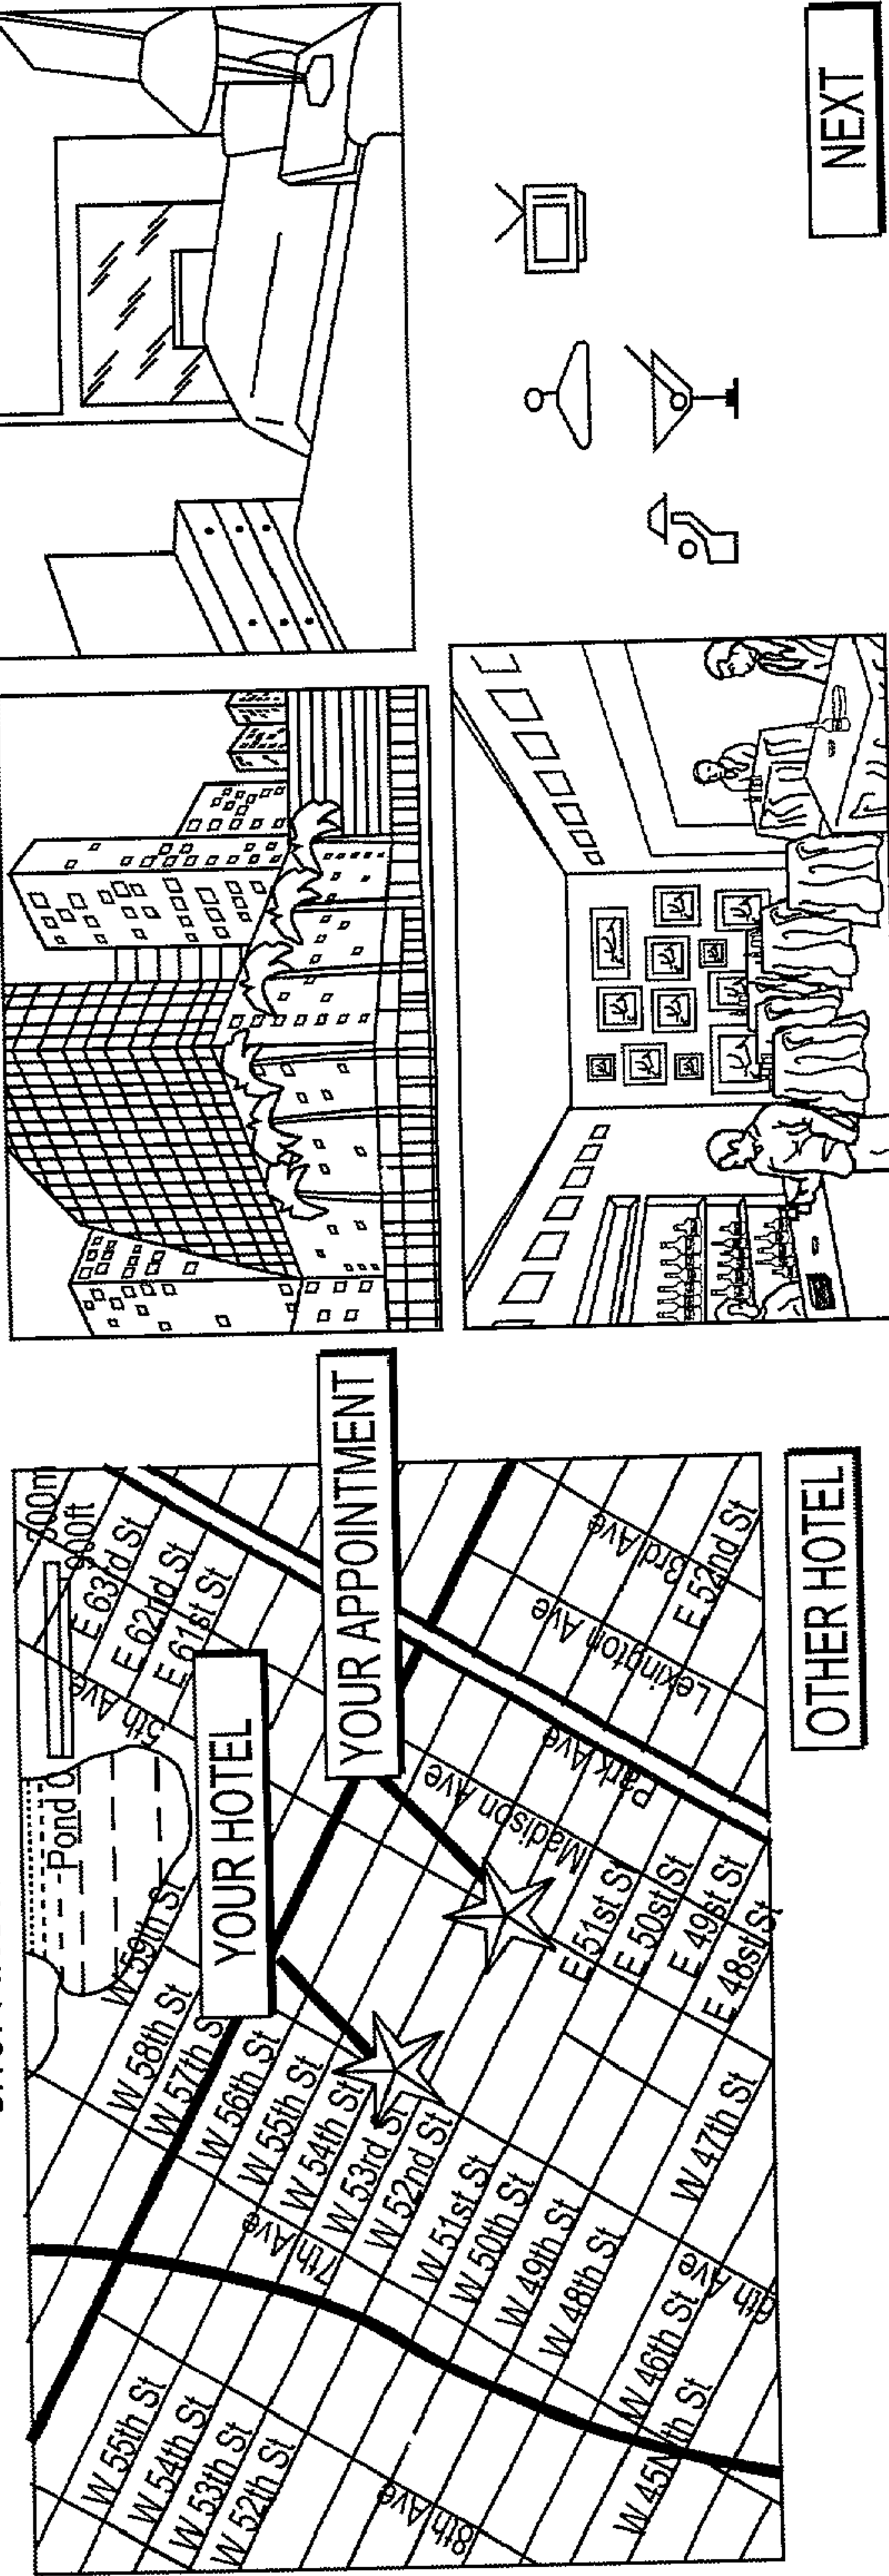 300m
900ft
5th Ave
E 63rd St
E 62nd St
E 61st St
Pond
W 59th St
W 58th St
W 57th S
YOUR HOTEL
YOUR APPOINTMENT
W 56th St
W 55th St
W 54th St
W 53rd St
W 52nd St
W 51st St
W 50th St
W 49th St
W 48th St
W 47th St
W 46th St
W 55th St
W 54th St
W 53th St
W 52th St
7th Ave
8th Ave
6th Ave
Madison Ave
Park Ave
Lexington Ave
3rd Ave
E 52nd St
E 51st St
E 50st St
E 49st St
E 48st St
OTHER HOTEL
NEXT